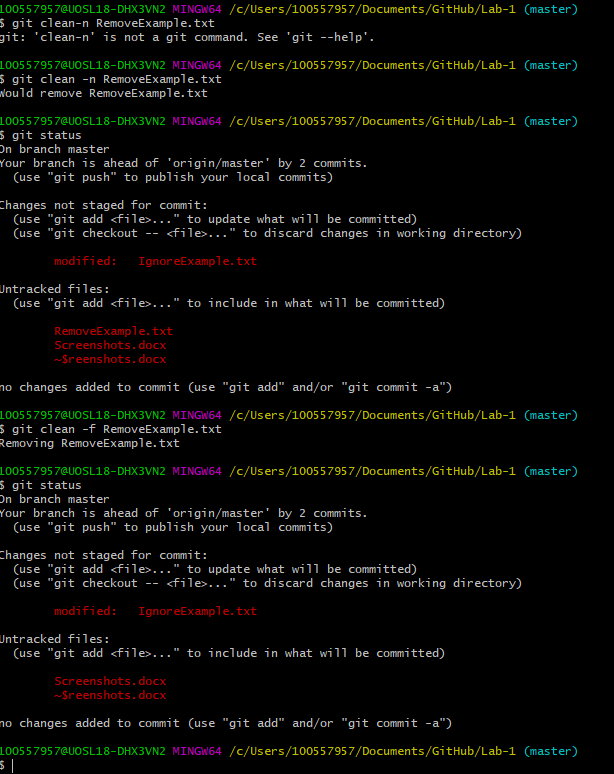 100557957@UOSL18-DHX3VN2 MINGW64 /c/Users/100557957/Documents/GitHub/Lab-1 (master)
$ git clean-n RemoveExample.txt
git: 'clean-n' is not a git command. See 'git --help'.
100557957@UOSL18-DHX3VN2 MINGW64 /c/Users/100557957/Documents/GitHub/Lab-1 (master)
$ git clean -n RemoveExample.txt
Would remove RemoveExample.txt
100557957@UOSL18-DHX3VN2 MINGW64 /c/Users/100557957/Documents/GitHub/Lab-1 (master)
$ git status
On branch master
Your branch is ahead of 'origin/master' by 2 commits.
(use "git push" to publish your local commits)
Changes not staged for commit:
(use "git add <file>..." to update what will be committed)
(use "git checkout -- <file>..." to discard changes in working directory)
modified: IgnoreExample.txt
Untracked files:
(use "git add <file>..." to include in what will be committed)
RemoveExample.txt
Screenshots.docx
~$reenshots.docx
no changes added to commit (use "git add" and/or "git commit -a")
100557957@UOSL18-DHX3VN2 MINGW64 /c/Users/100557957/Documents/GitHub/Lab-1 (master)
$ git clean -f RemoveExample.txt
Removing RemoveExample.txt
100557957@UOSL18-DHX3VN2 MINGW64 /c/Users/100557957/Documents/GitHub/Lab-1 (master)
$ git status
On branch master
Your branch is ahead of 'origin/master' by 2 commits.
(use "git push" to publish your local commits)
Changes not staged for commit:
(use "git add <file>..." to update what will be committed)
(use "git checkout -- <file>..." to discard changes in working directory)
modified: IgnoreExample.txt
Untracked files:
(use "git add <file>..." to include in what will be committed)
Screenshots.docx
~$reenshots.docx
no changes added to commit (use "git add" and/or "git commit -a")
100557957@UOSL18-DHX3VN2 MINGW64 /c/Users/100557957/Documents/GitHub/Lab-1 (master)
$